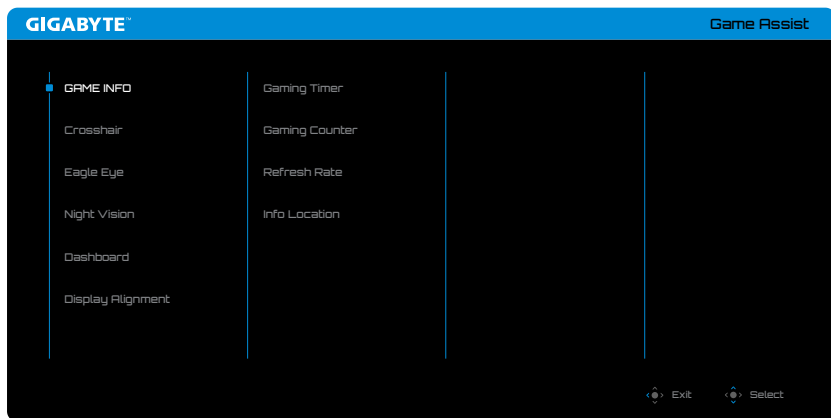 GIGABYTE™
Game Assist
GAME INFO
Crosshair
Eagle Eye
Night Vision
Dashboard
Display Alignment
Gaming Timer
Gaming Counter
Refresh Rate
Info Location
Exit
Select